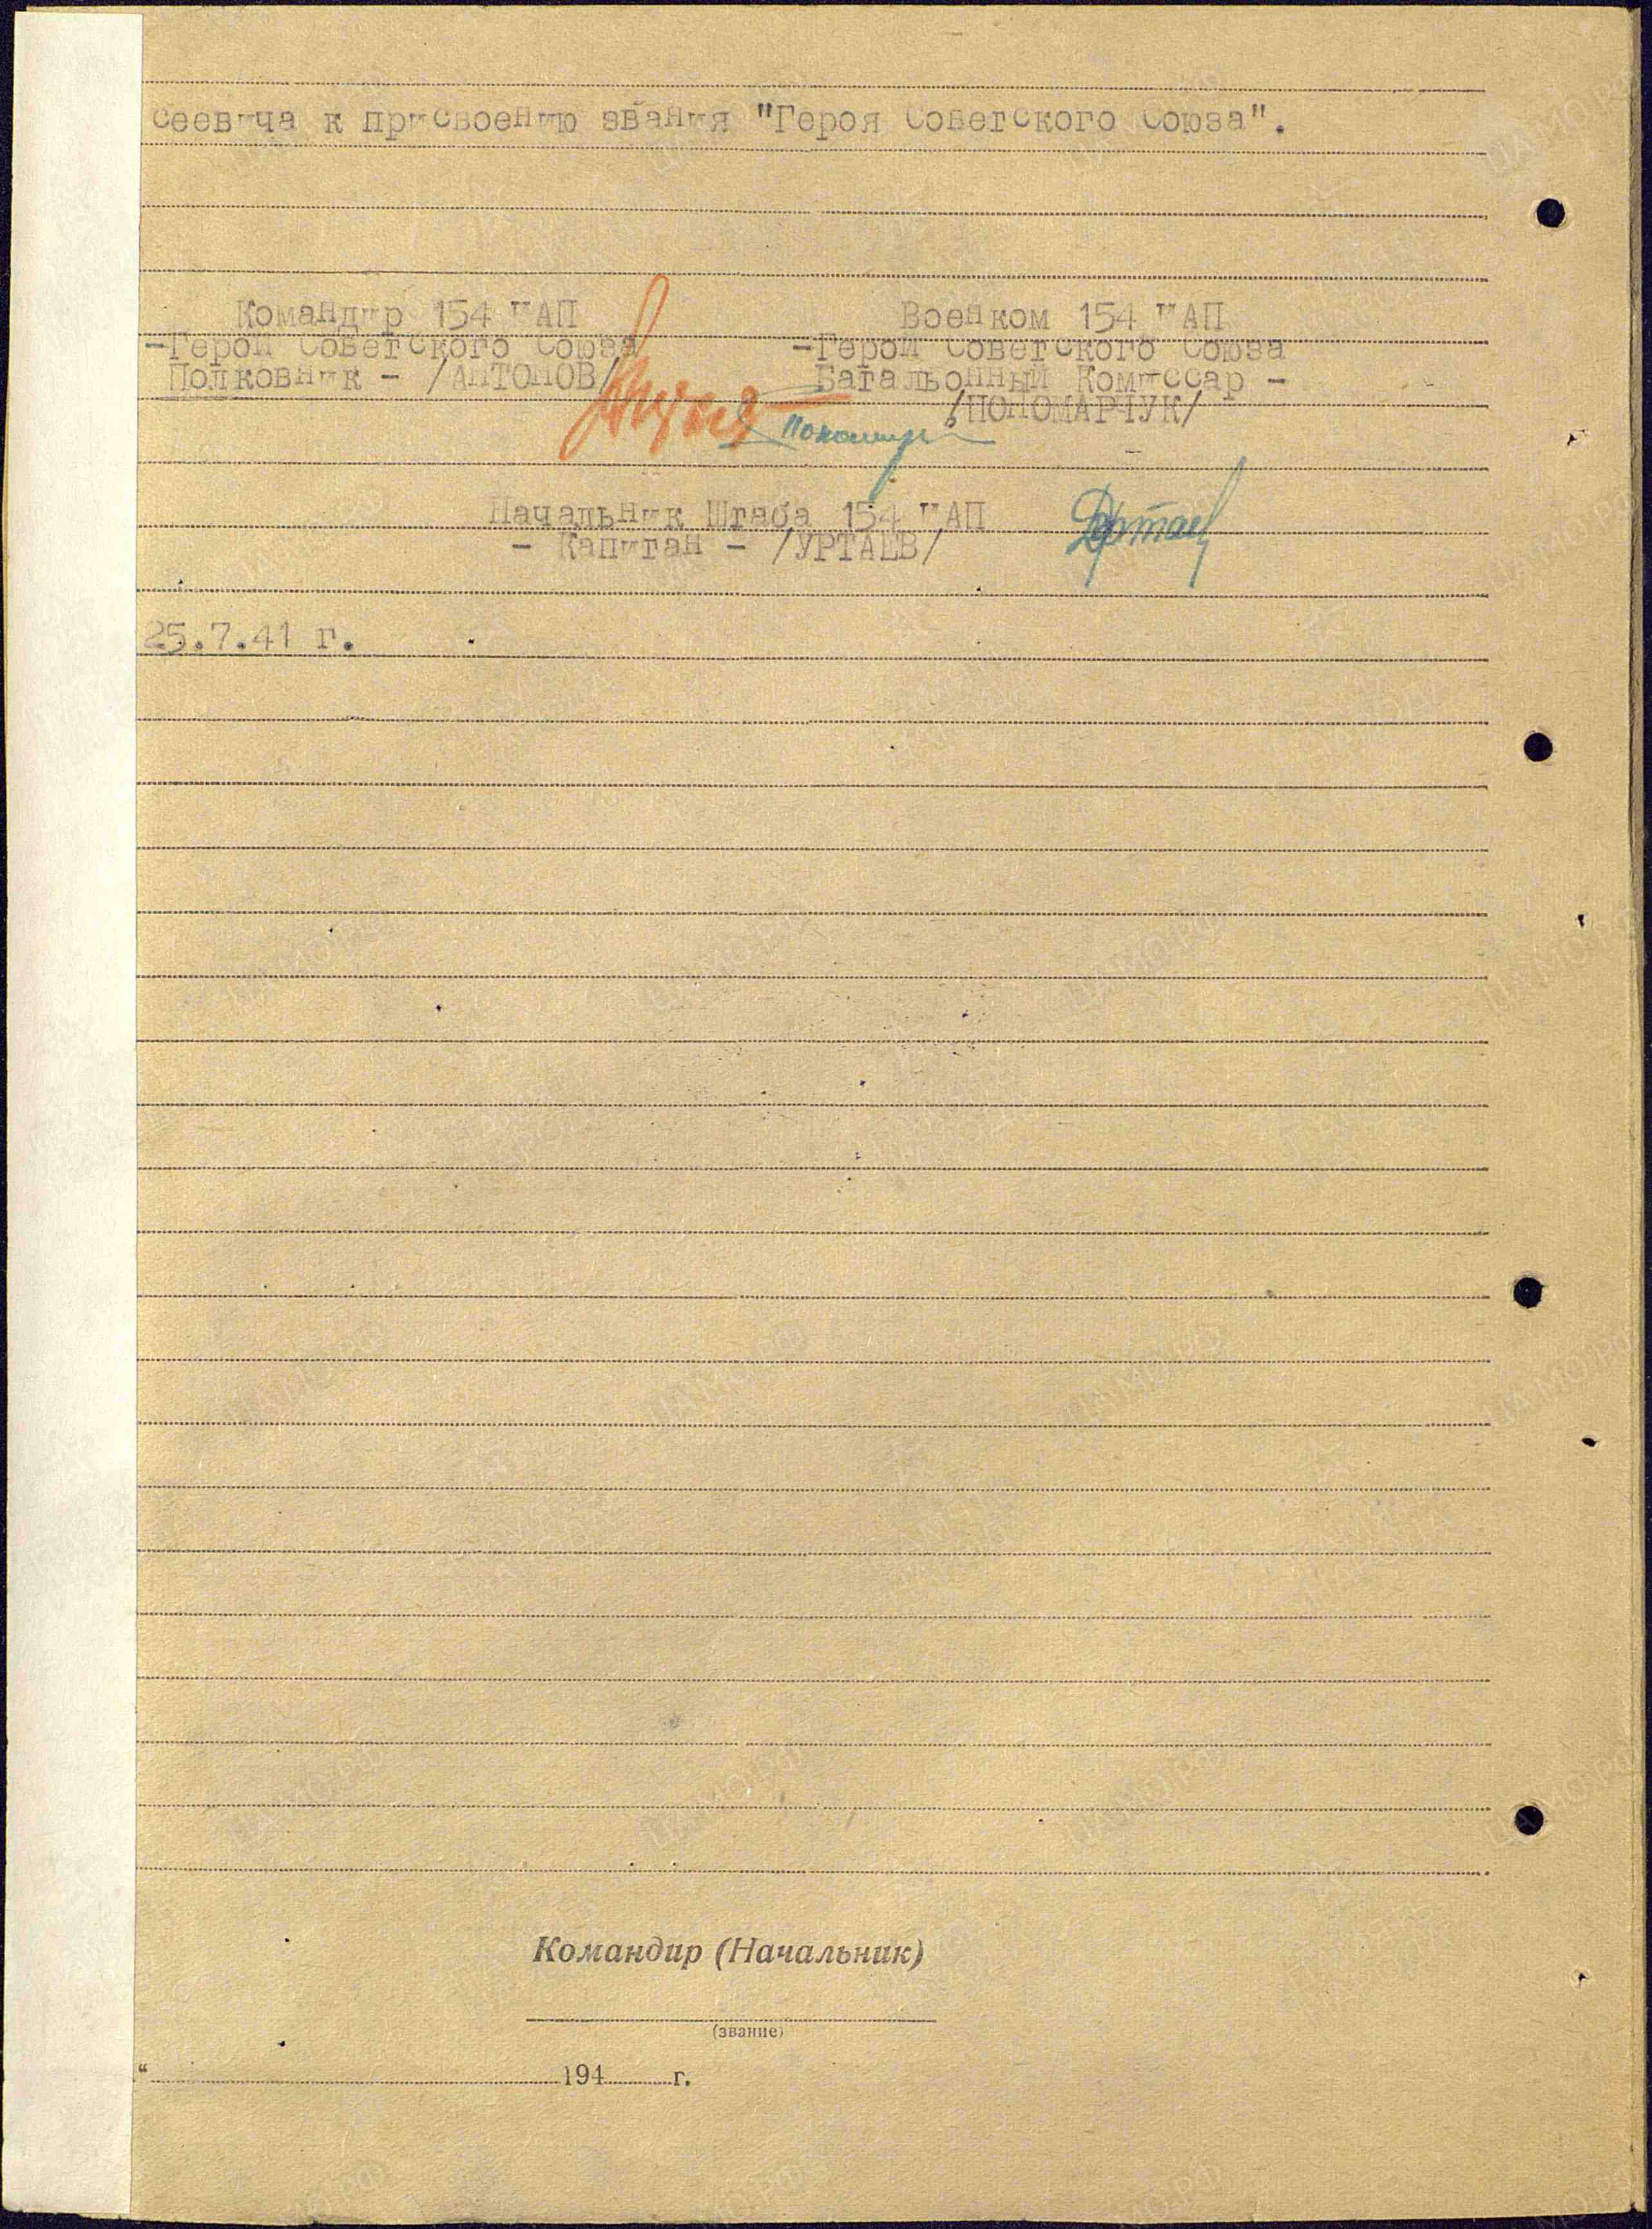 сеевича к присвоению звания "Героя Советского Союза".
Командир 154 ИАП
-Герой Советского Союза
Полковник - /АНТОНОВ/
Военком 154 ИАП
-Герой Советского Союза
Батальонный Комиссар -
/ПОНОМАРЧУК/
Начальник Штаба 154 ИАП
- Капитан - /УРТАЕВ/
25.7.41 г.
Командир (Начальник)
(звание)
" 194 г.